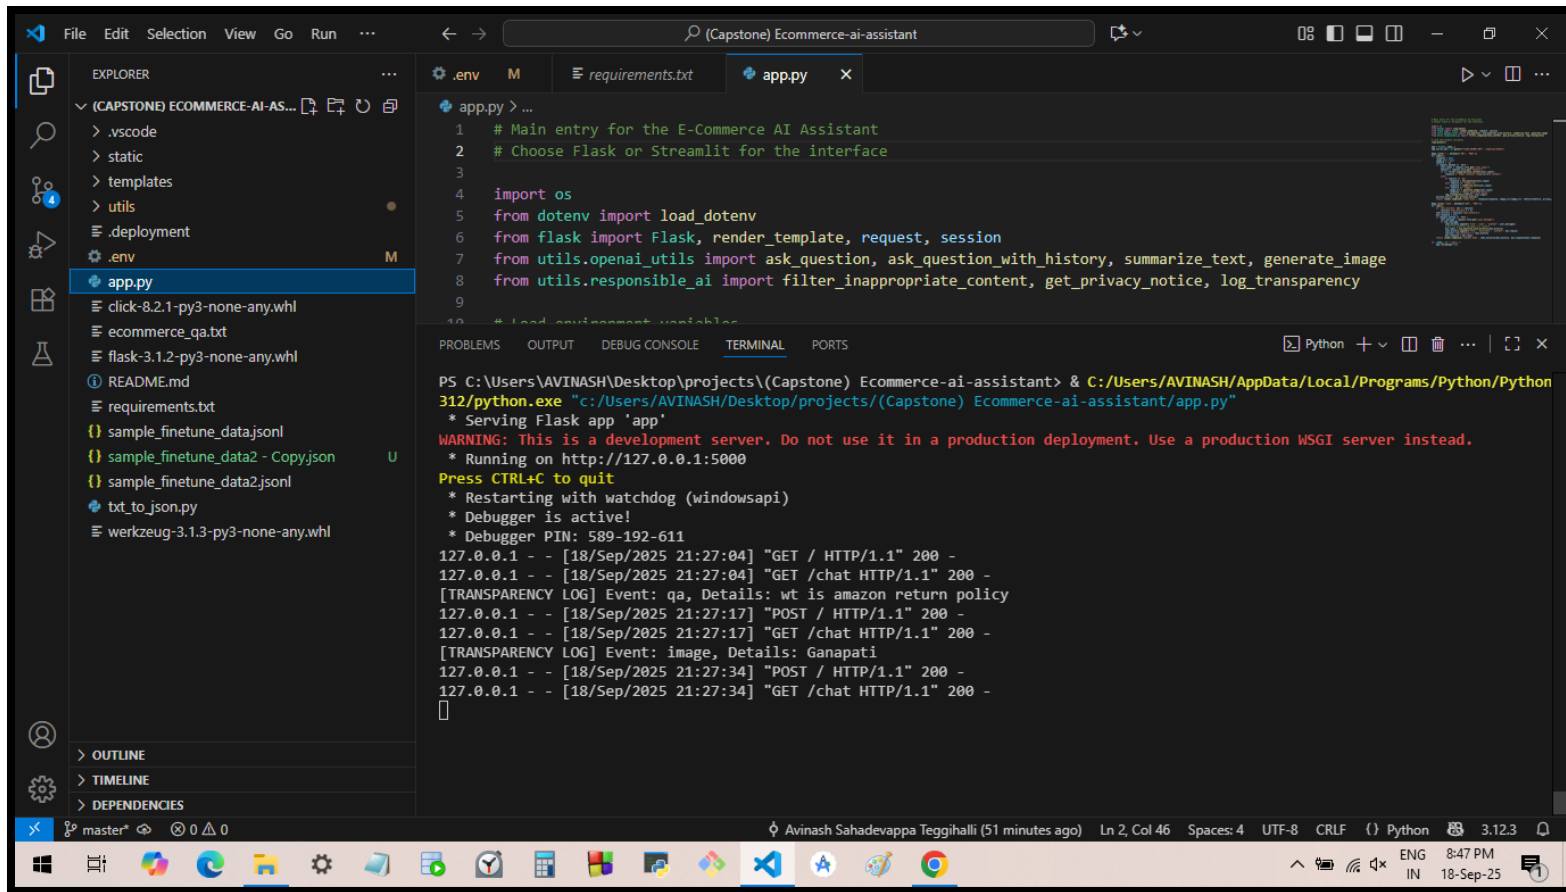 File Edit Selection View Go Run ···
(Capstone) Ecommerce-ai-assistant
EXPLORER
(CAPSTONE) ECOMMERCE-AI-AS...
.vscode
static
templates
utils
.deployment
.env M
app.py
click-8.2.1-py3-none-any.whl
ecommerce_qa.txt
flask-3.1.2-py3-none-any.whl
README.md
requirements.txt
sample_finetune_data.jsonl
sample_finetune_data2 - Copy.json U
sample_finetune_data2.jsonl
txt_to_json.py
werkzeug-3.1.3-py3-none-any.whl
OUTLINE
TIMELINE
DEPENDENCIES
4
.env M requirements.txt app.py
app.py > ...
1 # Main entry for the E-Commerce AI Assistant
2 # Choose Flask or Streamlit for the interface
3
4 import os
5 from dotenv import load_dotenv
6 from flask import Flask, render_template, request, session
7 from utils.openai_utils import ask_question, ask_question_with_history, summarize_text, generate_image
8 from utils.responsible_ai import filter_inappropriate_content, get_privacy_notice, log_transparency
9
10 # Load environment variables
PROBLEMS OUTPUT DEBUG CONSOLE TERMINAL PORTS
Python
PS C:\Users\AVINASH\Desktop\projects\(Capstone) Ecommerce-ai-assistant> & C:/Users/AVINASH/AppData/Local/Programs/Python/Python
312/python.exe "c:/Users/AVINASH/Desktop/projects/(Capstone) Ecommerce-ai-assistant/app.py"
* Serving Flask app 'app'
WARNING: This is a development server. Do not use it in a production deployment. Use a production WSGI server instead.
* Running on http://127.0.0.1:5000
Press CTRL+C to quit
* Restarting with watchdog (windowsapi)
* Debugger is active!
* Debugger PIN: 589-192-611
127.0.0.1 - - [18/Sep/2025 21:27:04] "GET / HTTP/1.1" 200 -
127.0.0.1 - - [18/Sep/2025 21:27:04] "GET /chat HTTP/1.1" 200 -
[TRANSPARENCY LOG] Event: qa, Details: wt is amazon return policy
127.0.0.1 - - [18/Sep/2025 21:27:17] "POST / HTTP/1.1" 200 -
127.0.0.1 - - [18/Sep/2025 21:27:17] "GET /chat HTTP/1.1" 200 -
[TRANSPARENCY LOG] Event: image, Details: Ganapati
127.0.0.1 - - [18/Sep/2025 21:27:34] "POST / HTTP/1.1" 200 -
127.0.0.1 - - [18/Sep/2025 21:27:34] "GET /chat HTTP/1.1" 200 -
master* 0 0 Avinash Sahadevappa Teggihalli (51 minutes ago) Ln 2, Col 46 Spaces: 4 UTF-8 CRLF {} Python 3.12.3
ENG 8:47 PM
IN 18-Sep-25
1